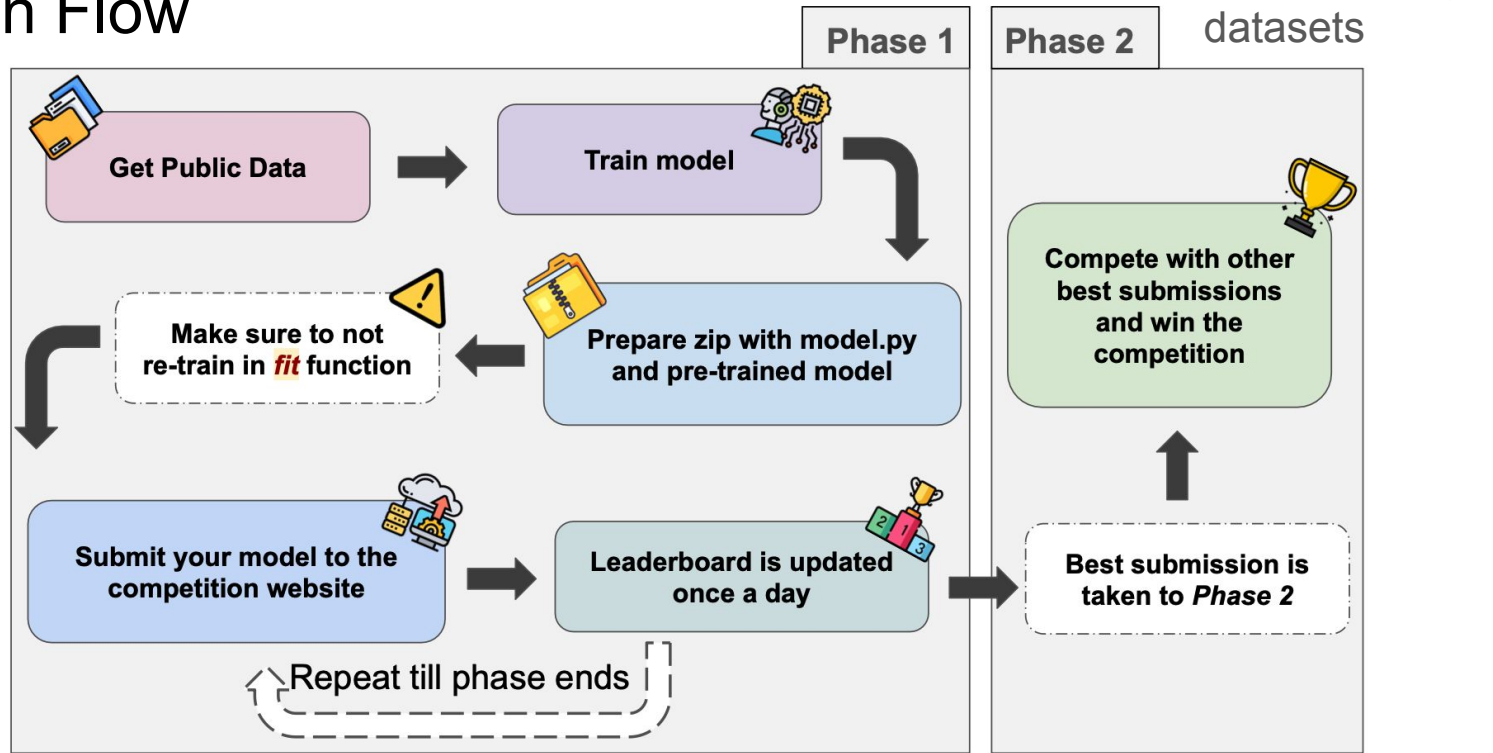 n Flow
Phase 1
Phase 2
datasets
Get Public Data
Train model
Prepare zip with model.py
and pre-trained model
Make sure to not
re-train in fit function
Submit your model to the
competition website
Leaderboard is updated
once a day
2 1 3
Repeat till phase ends
Best submission is
taken to Phase 2
Compete with other
best submissions
and win the
competition